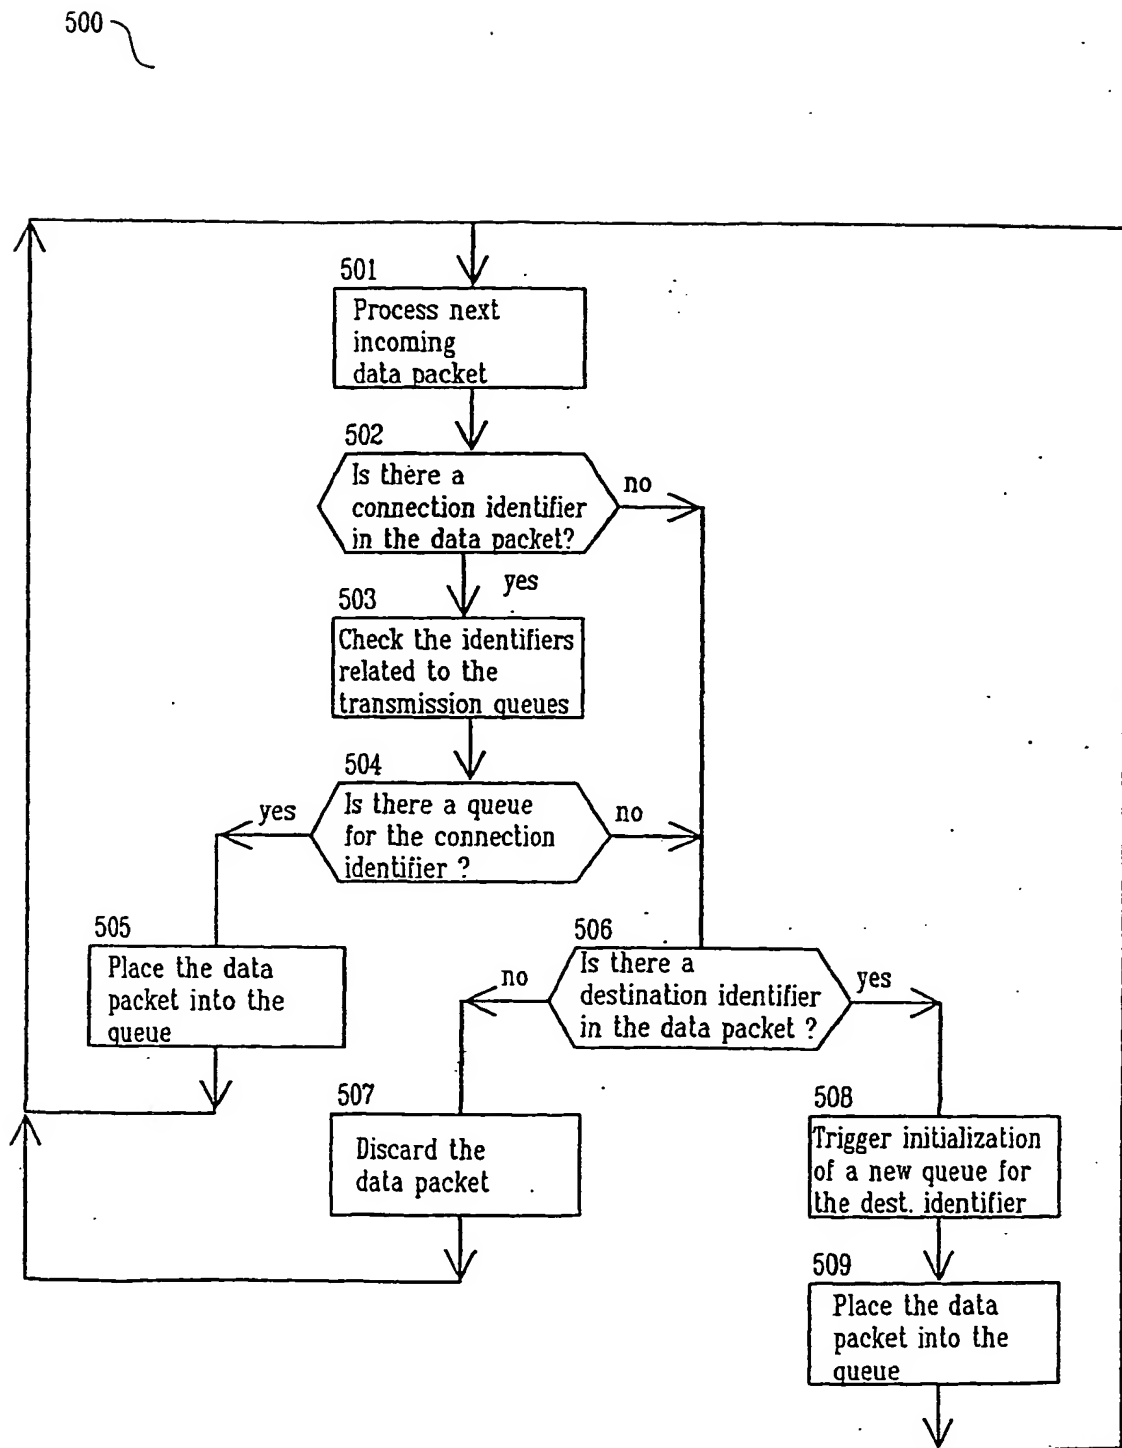 500
501
Process next
incoming
data packet
502
Is there a
connection identifier
in the data packet?
no
yes
503
Check the identifiers
related to the
transmission queues
504
Is there a queue
for the connection
identifier ?
yes
no
505
Place the data
packet into the
queue
506
Is there a
destination identifier
in the data packet ?
no
yes
507
Discard the
data packet
508
Trigger initialization
of a new queue for
the dest. identifier
509
Place the data
packet into the
queue